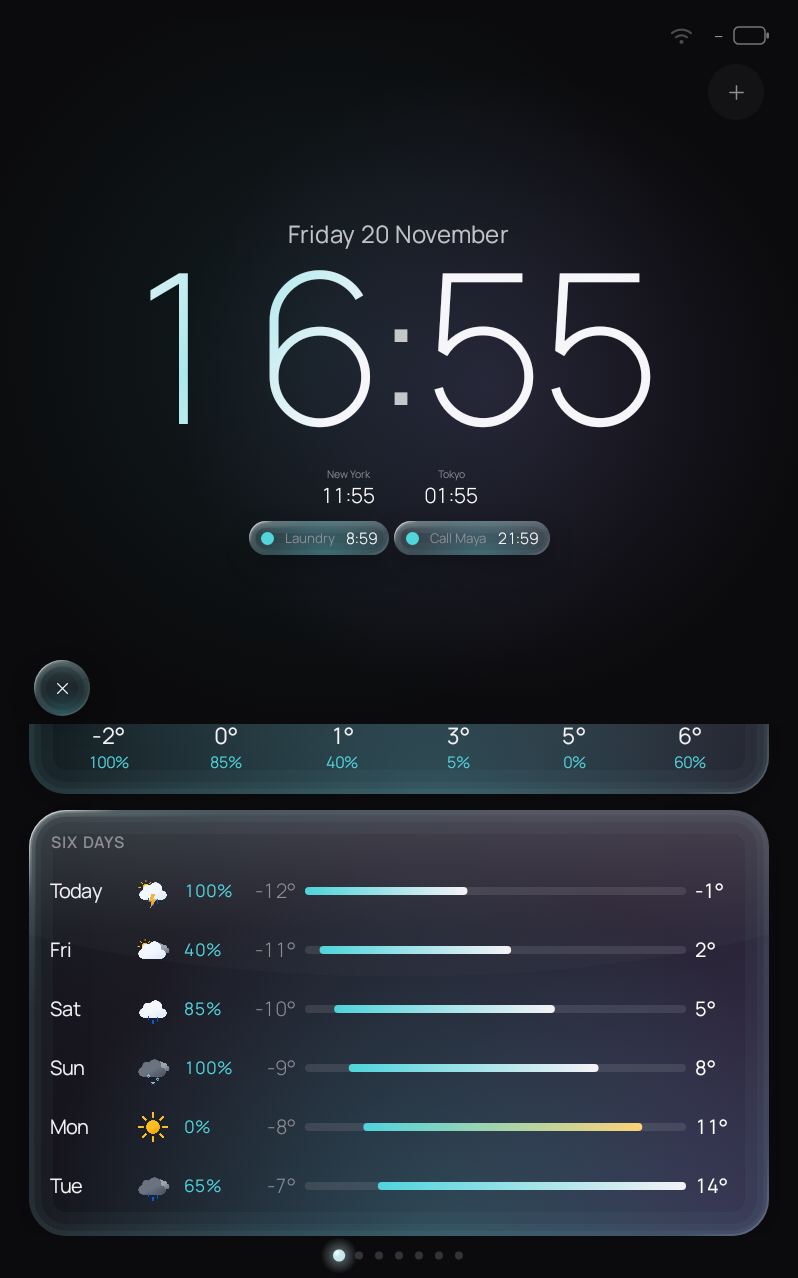 –
+
Friday 20 November
16:55
New York Tokyo
11:55 01:55
Laundry 8:59 Call Maya 21:59
-2° 0° 1° 3° 5° 6°
100% 85% 40% 5% 0% 60%
SIX DAYS
Today 100% -12° -1°
Fri 40% -11° 2°
Sat 85% -10° 5°
Sun 100% -9° 8°
Mon 0% -8° 11°
Tue 65% -7° 14°